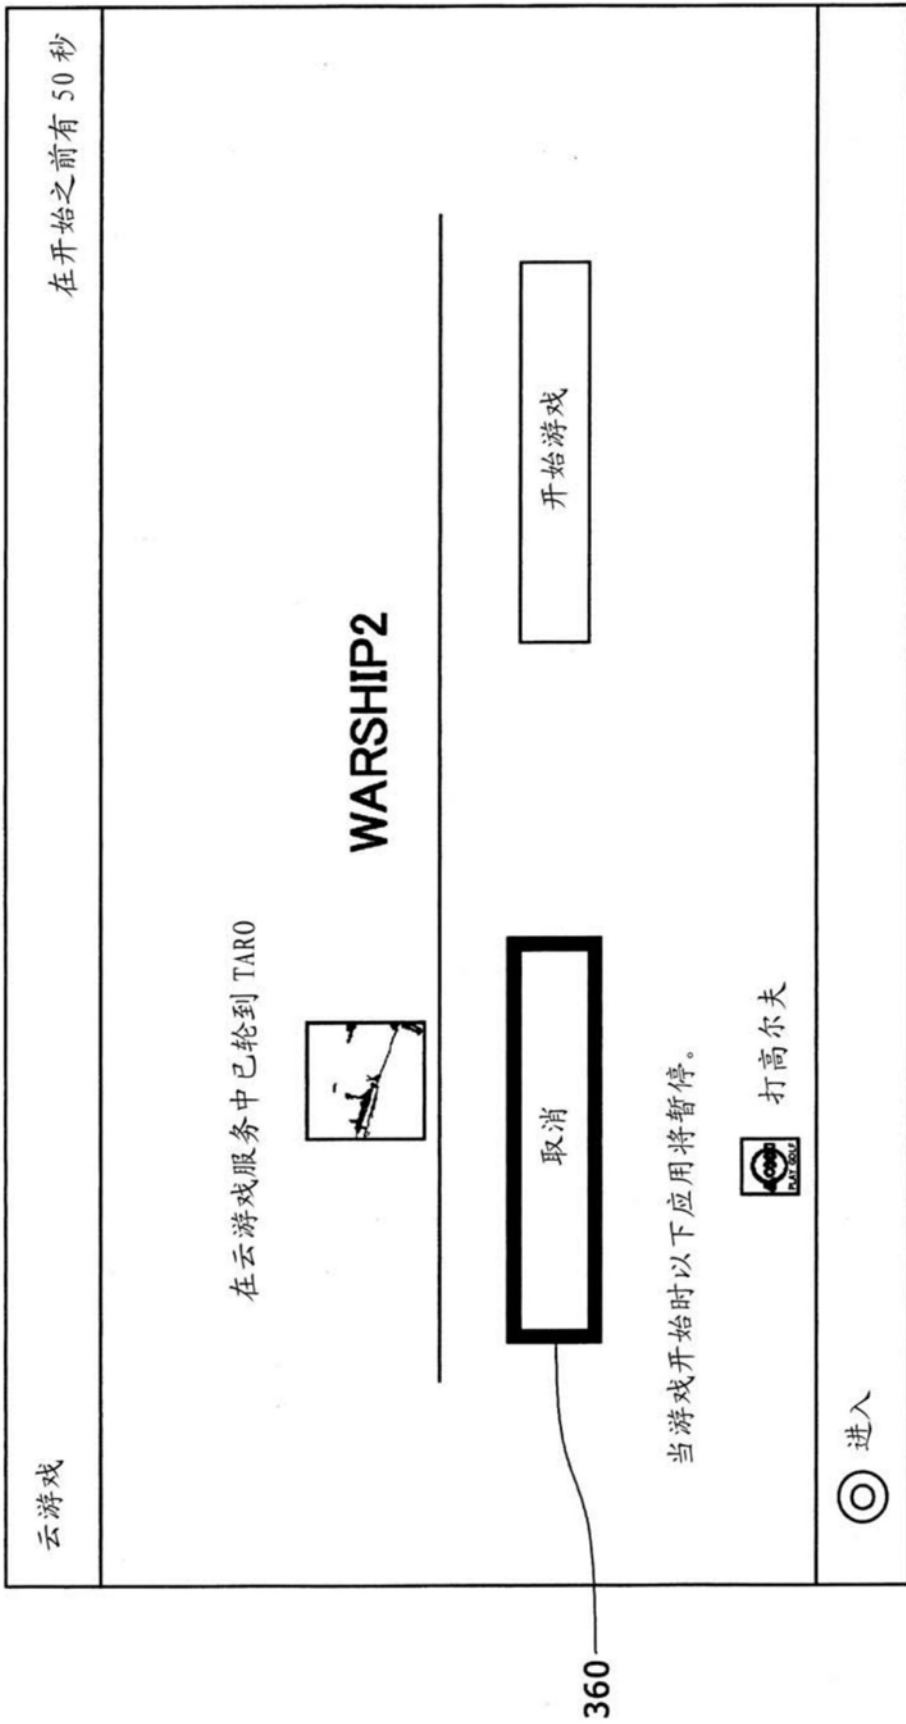 云游戏
在开始之前有 50 秒
在云游戏服务中已轮到 TARO
WARSHIP2
取消
开始游戏
当游戏开始时以下应用将暂停。
PLAY GOLF
打高尔夫
进入
360